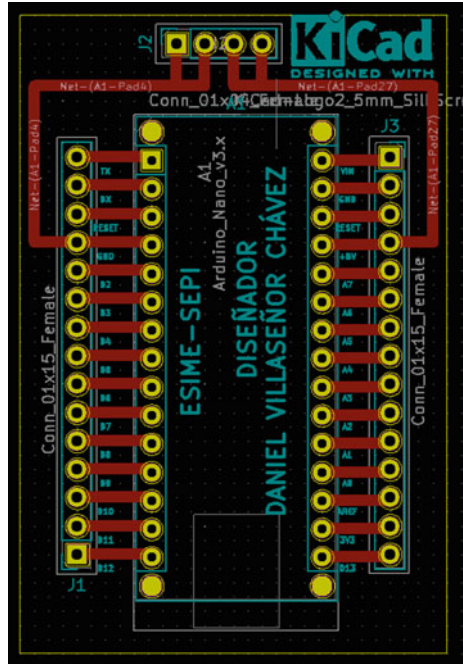 KiCad
J2
DESIGNED WITH
Net-(A1-Pad4)
Net-(A1-Pad27)
A1
J3
Net-(A1-Pad4)
Net-(A1-Pad27)
A1
Arduino_Nano_v3.x
TX
RX
RESET
GND
D2
D3
D4
D5
D6
D7
D8
D9
D10
D11
D12
VIN
GND
RESET
+5V
A7
A6
A5
A4
A3
A2
A1
A0
AREF
3V3
D13
Conn_01x15_Female
ESIME-SEPI
DISEÑADOR
DANIEL VILLASEÑOR CHÁVEZ
Conn_01x15_Female
J1